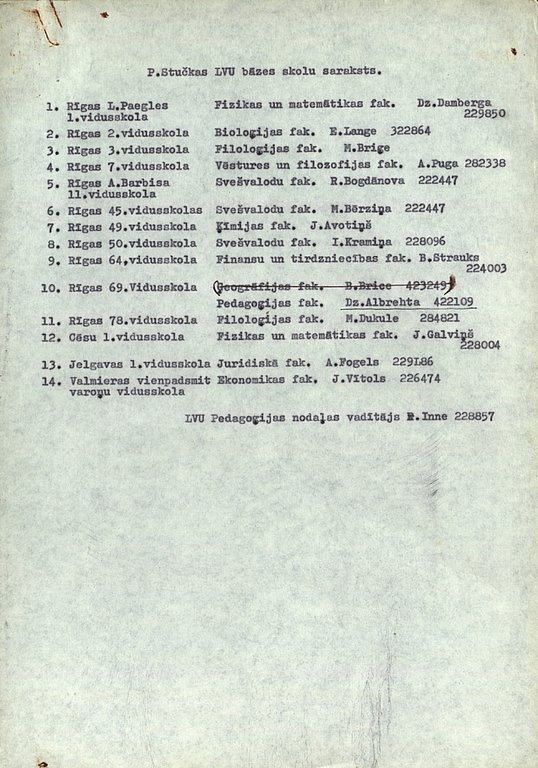 P.Stučkas LVU bāzes skolu saraksts.
1. Rīgas L.Paegles Fizikas un matemātikas fak. Dz.Damberga
1.vidusskola 229850
2. Rīgas 2.vidusskola Bioloģijas fak. E.Lange 322864
3. Rīgas 3.vidusskola Filoloģijas fak. M.Brige
4. Rīgas 7.vidusskola Vēstures un filozofijas fak. A.Puga 282338
5. Rīgas A.Barbisa Svešvalodu fak. R.Bogdānova 222447
11.vidusskola
6. Rīgas 45.vidusskolas Svešvalodu fak. M.Bērziņa 222447
7. Rīgas 49.vidusskola Ķīmijas fak. J.Avotiņš
8. Rīgas 50.vidusskola Svešvalodu fak. I.Kramiņa 228096
9. Rīgas 64,vidusskola Finansu un tirdzniecības fak. B.Strauks
224003
10. Rīgas 69.Vidusskola (Ģeogrāfijas fak. B.Brice 423249)
Pedagoģijas fak. Dz.Albrehta 422109
11. Rīgas 78.vidusskola Filoloģijas fak. M.Dukule 284821
12. Cēsu 1.vidusskola Fizikas un matemātikas fak. J.Galviņš
228004
13. Jelgavas 1.vidusskola Juridiskā fak. A.Fogels 229186
14. Valmieras vienpadsmit Ekonomikas fak. J.Vītols 226474
varoņu vidusskola
LVU Pedagoģijas nodaļas vadītājs R.Inne 228857